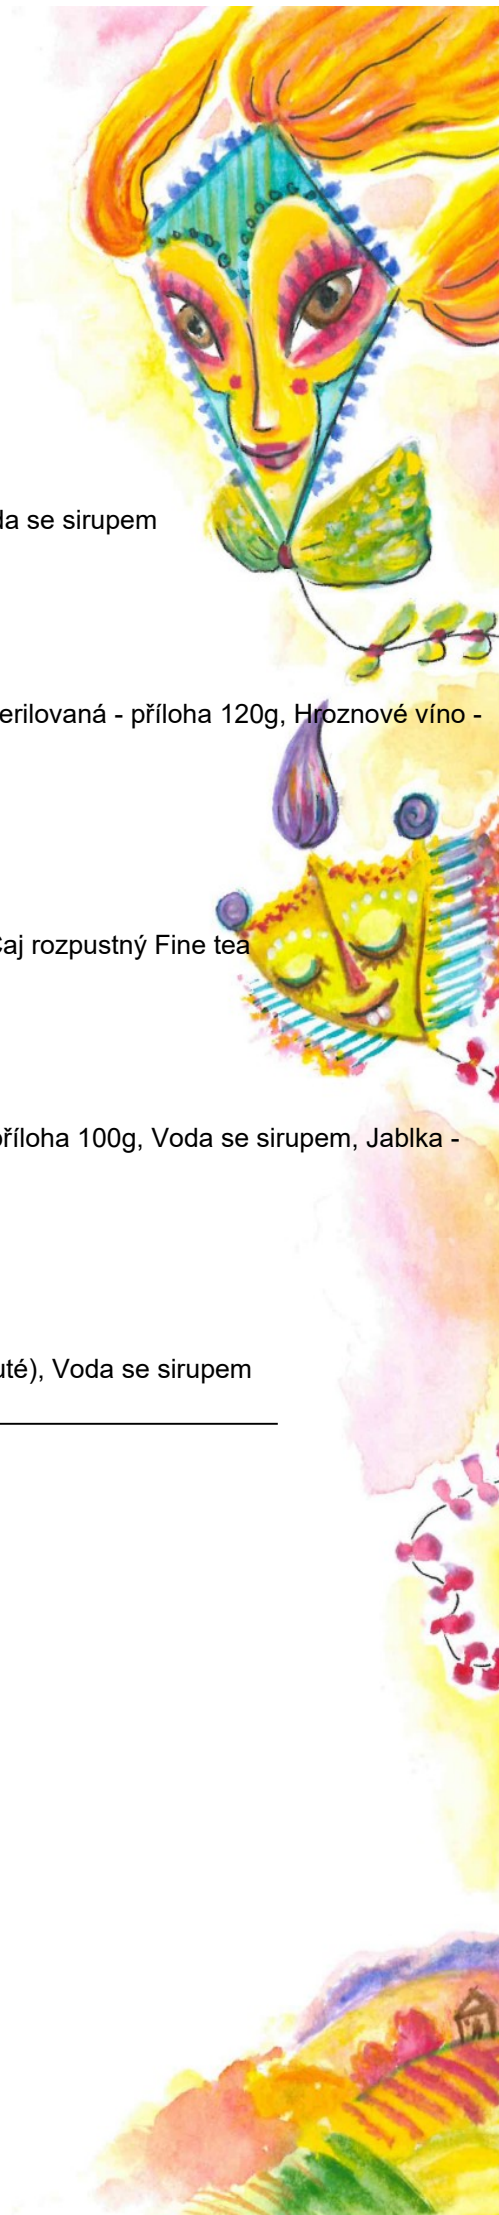 da se sirupem
erilovaná - příloha 120g, Hroznové víno -
Čaj rozpustný Fine tea
příloha 100g, Voda se sirupem, Jablka -
uté), Voda se sirupem